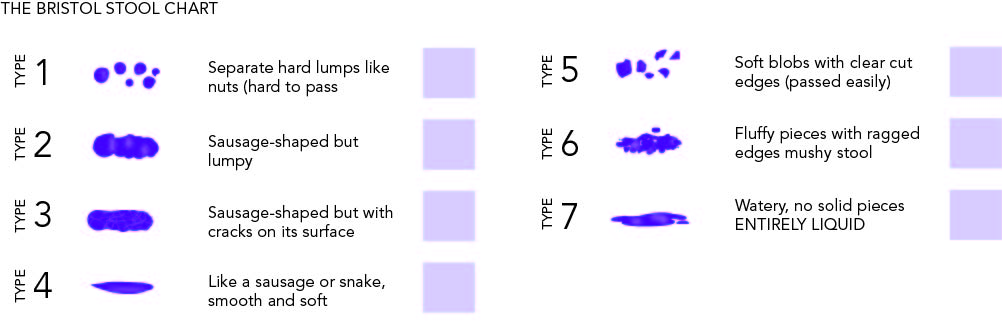 THE BRISTOL STOOL CHART
TYPE 1
Separate hard lumps like
nuts (hard to pass
TYPE 2
Sausage-shaped but
lumpy
TYPE 3
Sausage-shaped but with
cracks on its surface
TYPE 4
Like a sausage or snake,
smooth and soft
TYPE 5
Soft blobs with clear cut
edges (passed easily)
TYPE 6
Fluffy pieces with ragged
edges mushy stool
TYPE 7
Watery, no solid pieces
ENTIRELY LIQUID